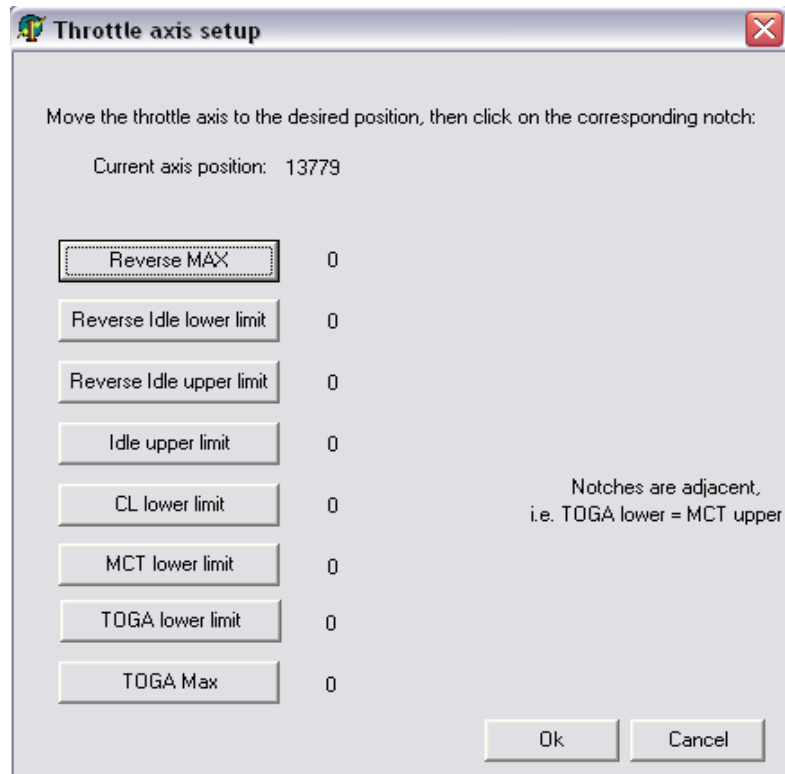 Throttle axis setup
Move the throttle axis to the desired position, then click on the corresponding notch:
Current axis position: 13779
Reverse MAX 0
Reverse Idle lower limit 0
Reverse Idle upper limit 0
Idle upper limit 0
CL lower limit 0
Notches are adjacent,
i.e. TOGA lower = MCT upper
MCT lower limit 0
TOGA lower limit 0
TOGA Max 0
Ok Cancel